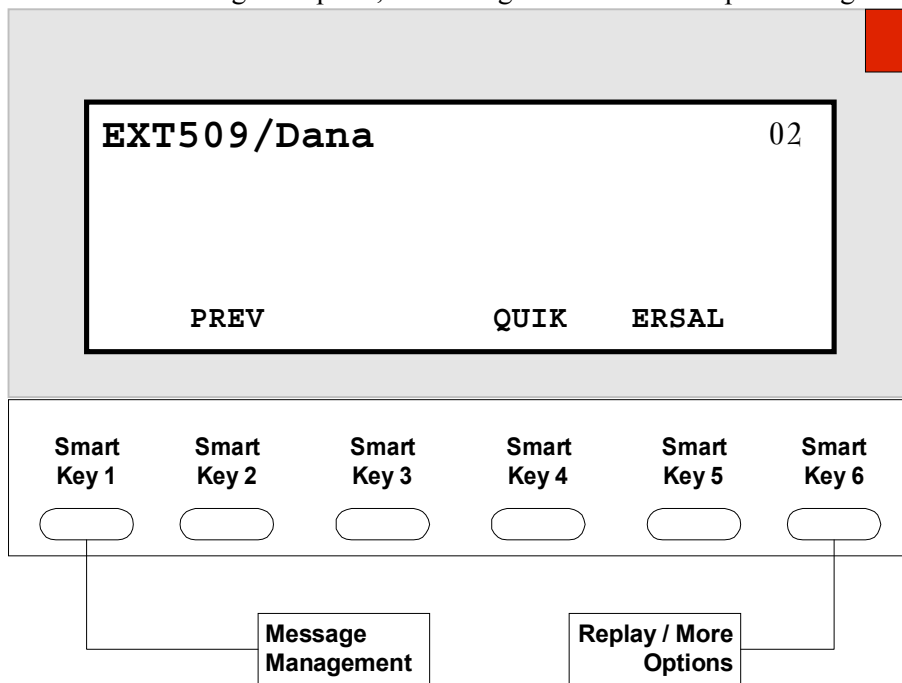 EXT509/Dana 02
PREV QUIK ERSAL
Smart Key 1
Smart Key 2
Smart Key 3
Smart Key 4
Smart Key 5
Smart Key 6
Message
Management
Replay / More
Options